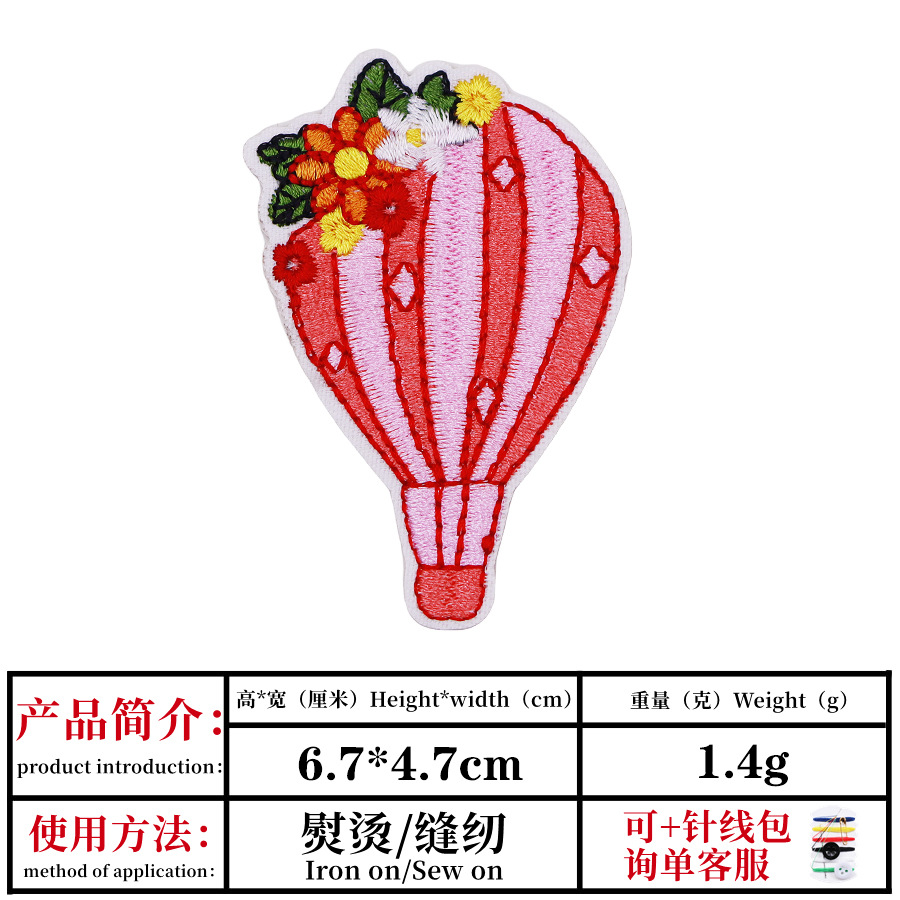 产品简介：
product introduction：
高*宽（厘米）Height*width（cm）
重量（克）Weight（g）
6.7*4.7cm
1.4g
使用方法：
method of application：
熨烫/缝纫
Iron on/Sew on
可+针线包
询单客服